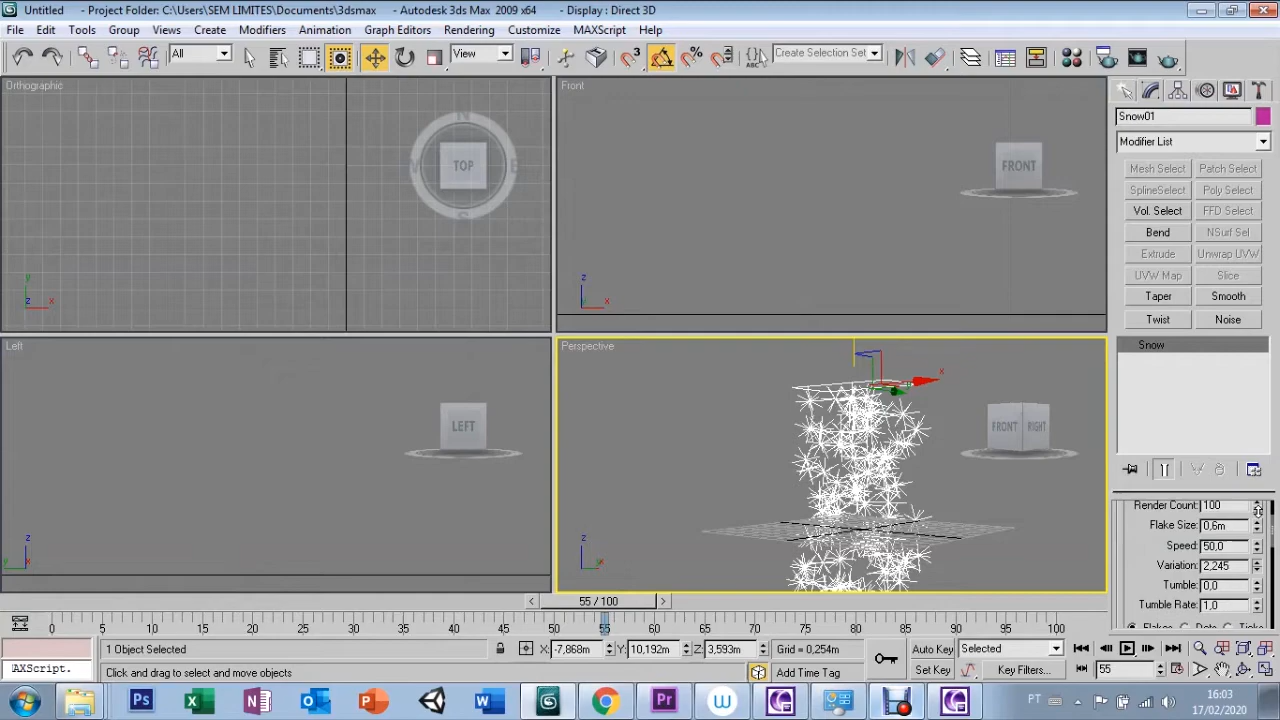 Untitled - Project Folder: C:\Users\SEM LIMITES\Documents\3dsmax - Autodesk 3ds Max 2009 x64 - Display : Direct 3D
File Edit Tools Group Views Create Modifiers Animation Graph Editors Rendering Customize MAXScript Help
All View 3 % ABC Create Selection Set
Orthographic
N
TOP
S
y
z x
Front
FRONT
z
x
Left
LEFT
z
y
Perspective
x
FRONT RIGHT
z
Snow01
Modifier List
Mesh Select Patch Select
SplineSelect Poly Select
Vol. Select FFD Select
Bend NSurf Sel
Extrude Unwrap UVW
UVW Map Slice
Taper Smooth
Twist Noise
Snow
Render Count: 100
Flake Size: 0,6m
Speed: 50,0
Variation: 2,245
Tumble: 0,0
Tumble Rate: 1,0
< 55 / 100 >
0 5 10 15 20 25 30 35 40 45 50 55 60 65 70 75 80 85 90 95 100
1 Object Selected X: -7,868m Y: 10,192m Z: 3,593m Grid = 0,254m Auto Key Selected
AXScript. Click and drag to select and move objects Add Time Tag Set Key Key Filters... 55
Ps W Pr W PT 16:03
17/02/2020